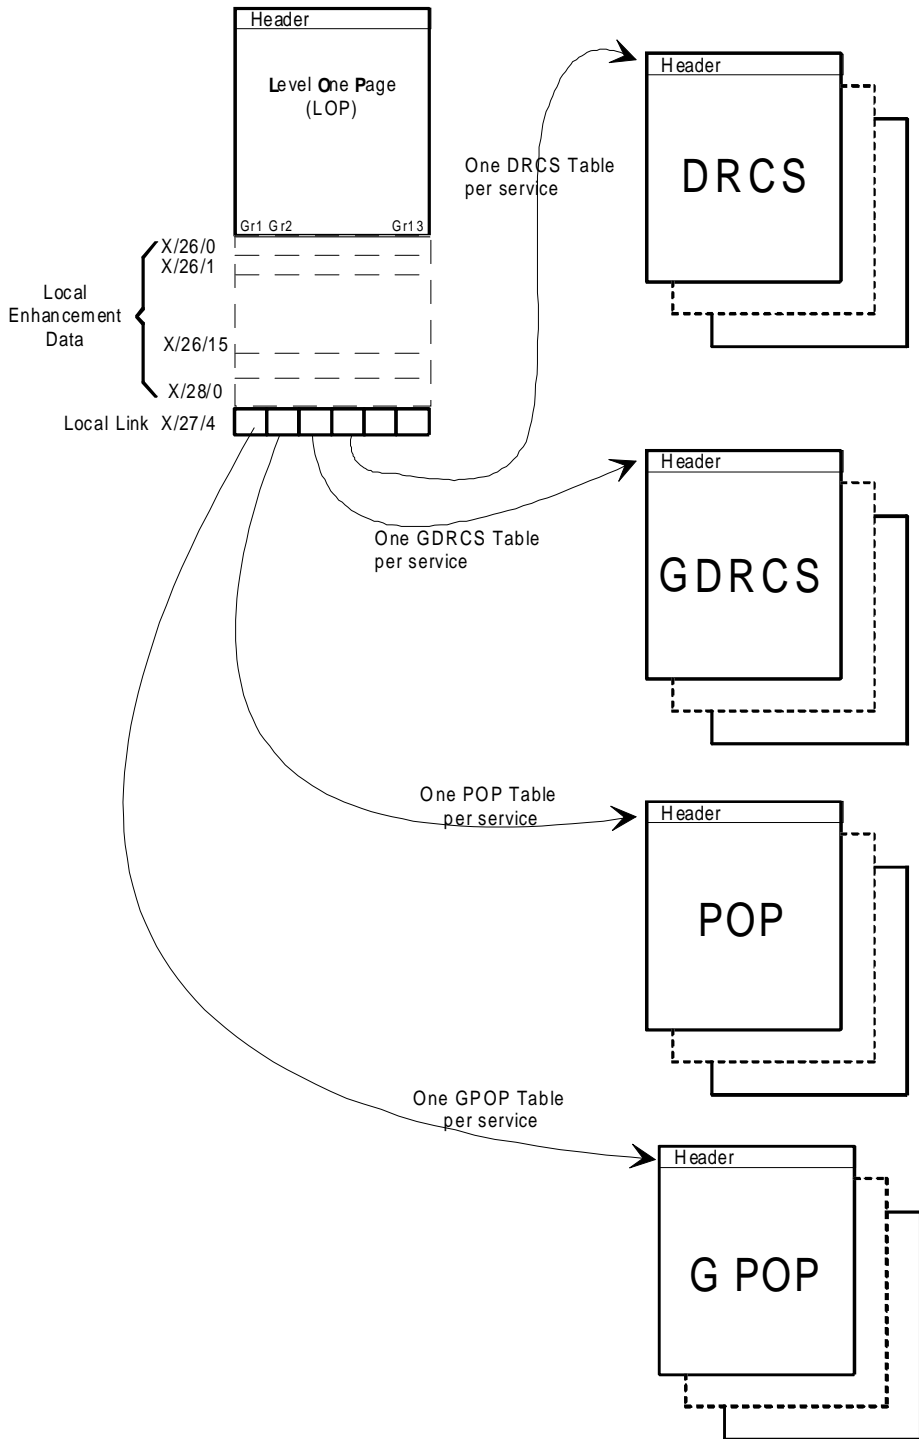 Header
Level One Page
(LOP)
Gr1 Gr2 Gr13
X/26/0
X/26/1
Local
Enhancement
Data
X/26/15
X/28/0
Local Link X/27/4
One DRCS Table
per service
Header
DRCS
One GDRCS Table
per service
Header
GDRCS
One POP Table
per service
Header
POP
One GPOP Table
per service
Header
G POP